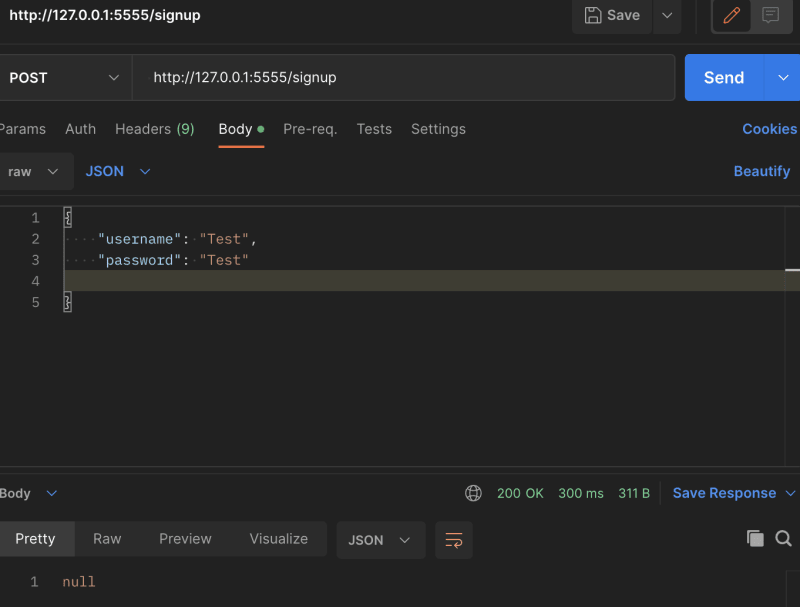 http://127.0.0.1:5555/signup Save
POST http://127.0.0.1:5555/signup Send
Params Auth Headers (9) Body Pre-req. Tests Settings Cookies
raw JSON Beautify
1 {
2 "username": "Test",
3 "password": "Test"
4
5 }
Body 200 OK 300 ms 311 B Save Response
Pretty Raw Preview Visualize JSON
1 null